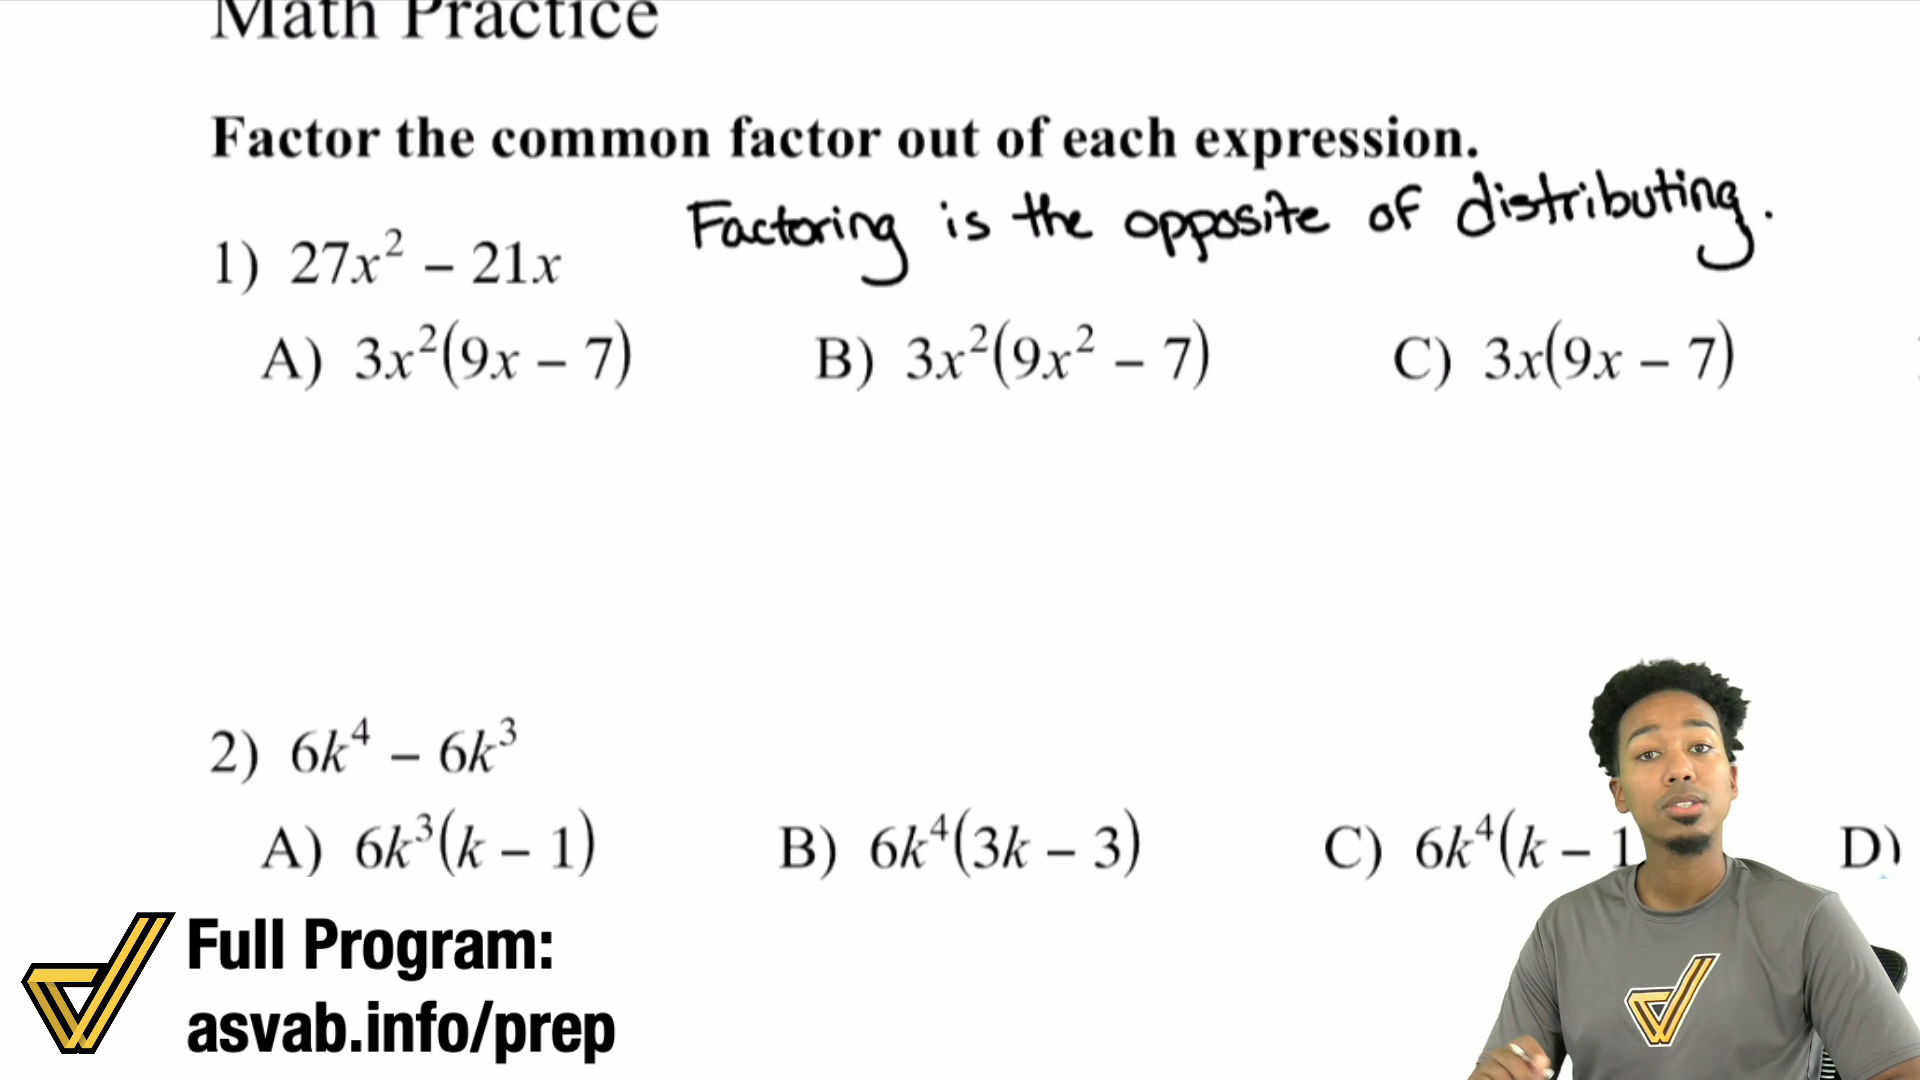 Math Practice
Factor the common factor out of each expression.
Factoring is the opposite of distributing.
1) 27x² – 21x
A) 3x²(9x – 7) B) 3x²(9x² – 7) C) 3x(9x – 7)
2) 6k⁴ – 6k³
A) 6k³(k – 1) B) 6k⁴(3k – 3) C) 6k⁴(k – 1 D)
Full Program:
asvab.info/prep